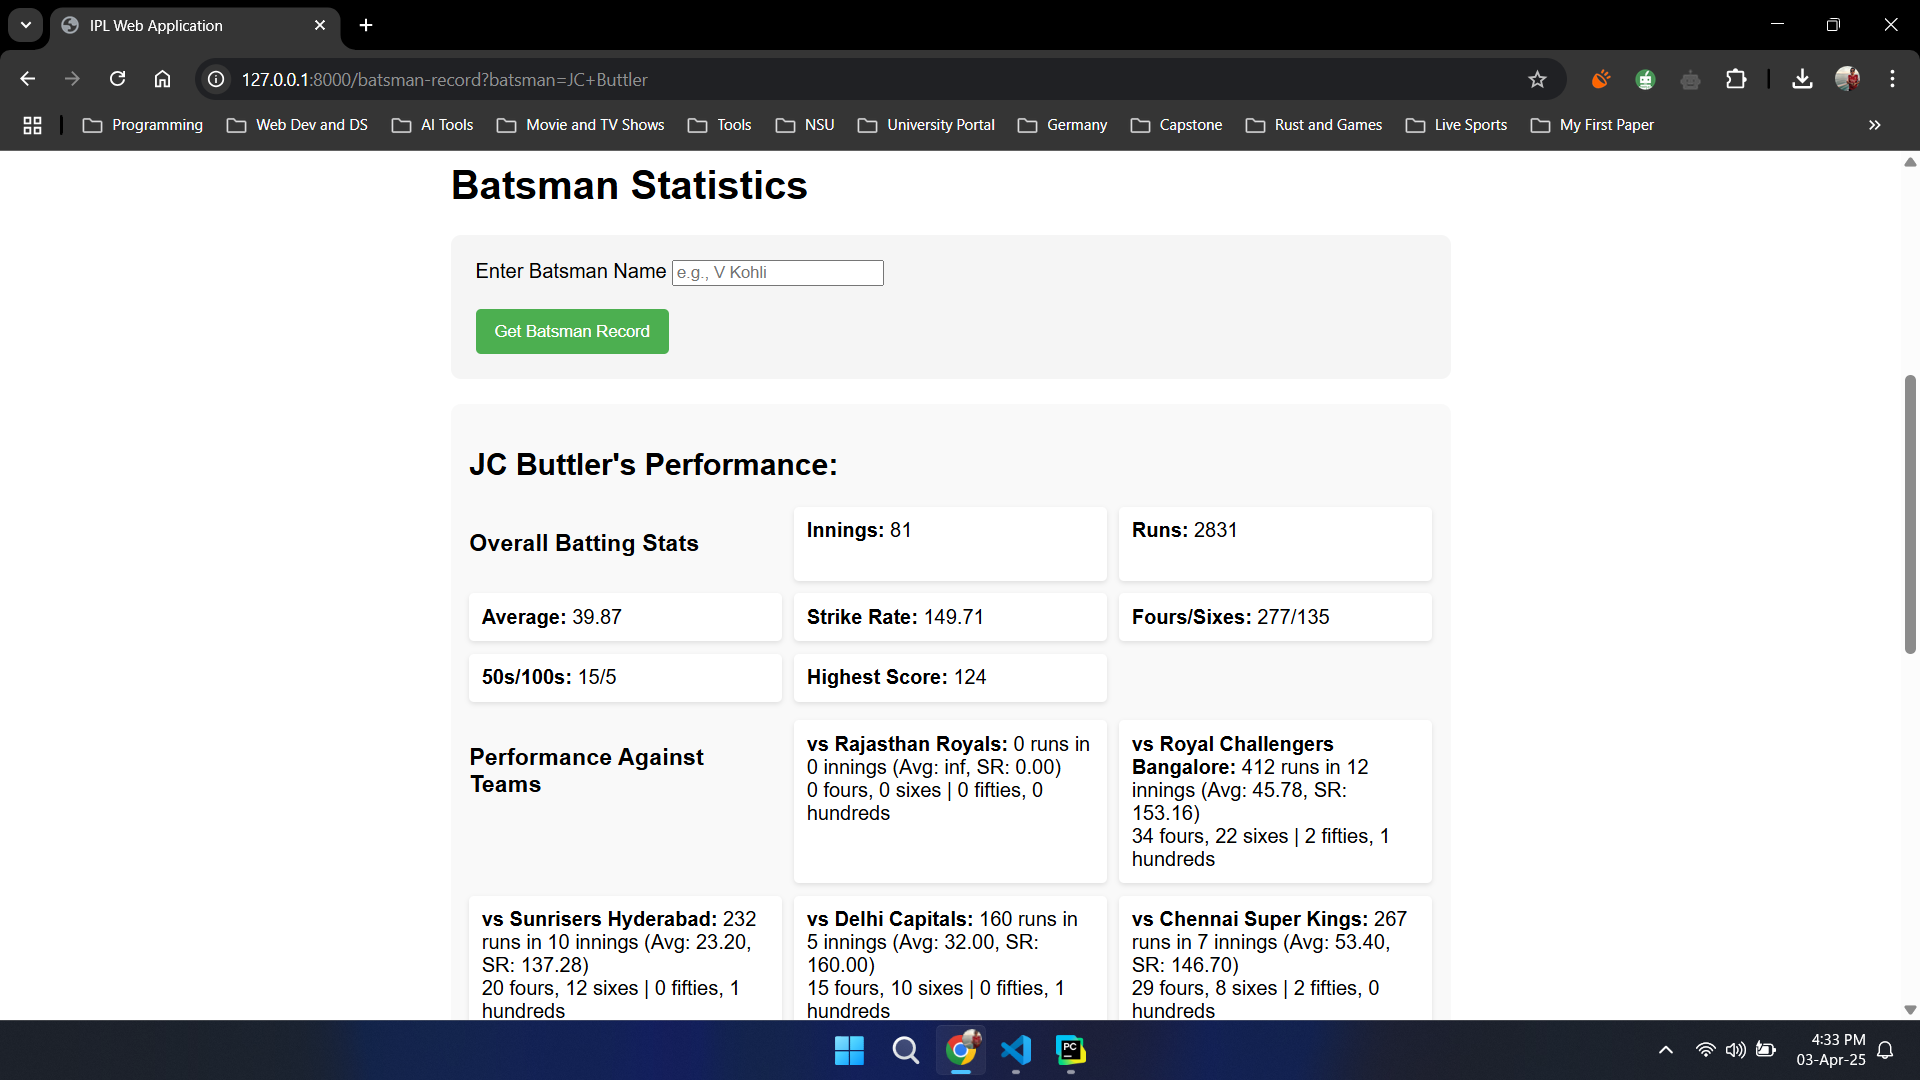 IPL Web Application
127.0.0.1:8000/batsman-record?batsman=JC+Buttler
Programming
Web Dev and DS
AI Tools
Movie and TV Shows
Tools
NSU
University Portal
Germany
Capstone
Rust and Games
Live Sports
My First Paper
Batsman Statistics
Enter Batsman Name
e.g., V Kohli
Get Batsman Record
JC Buttler's Performance:
Overall Batting Stats
Innings: 81
Runs: 2831
Average: 39.87
Strike Rate: 149.71
Fours/Sixes: 277/135
50s/100s: 15/5
Highest Score: 124
Performance Against
Teams
vs Rajasthan Royals: 0 runs in
0 innings (Avg: inf, SR: 0.00)
0 fours, 0 sixes | 0 fifties, 0
hundreds
vs Royal Challengers
Bangalore: 412 runs in 12
innings (Avg: 45.78, SR:
153.16)
34 fours, 22 sixes | 2 fifties, 1
hundreds
vs Sunrisers Hyderabad: 232
runs in 10 innings (Avg: 23.20,
SR: 137.28)
20 fours, 12 sixes | 0 fifties, 1
hundreds
vs Delhi Capitals: 160 runs in
5 innings (Avg: 32.00, SR:
160.00)
15 fours, 10 sixes | 0 fifties, 1
hundreds
vs Chennai Super Kings: 267
runs in 7 innings (Avg: 53.40,
SR: 146.70)
29 fours, 8 sixes | 2 fifties, 0
hundreds
PC
4:33 PM
03-Apr-25